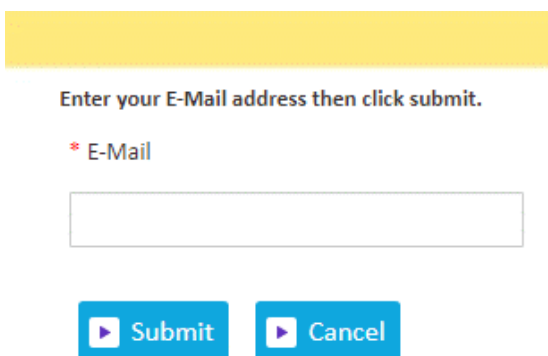 Enter your E-Mail address then click submit.
* E-Mail
Submit Cancel